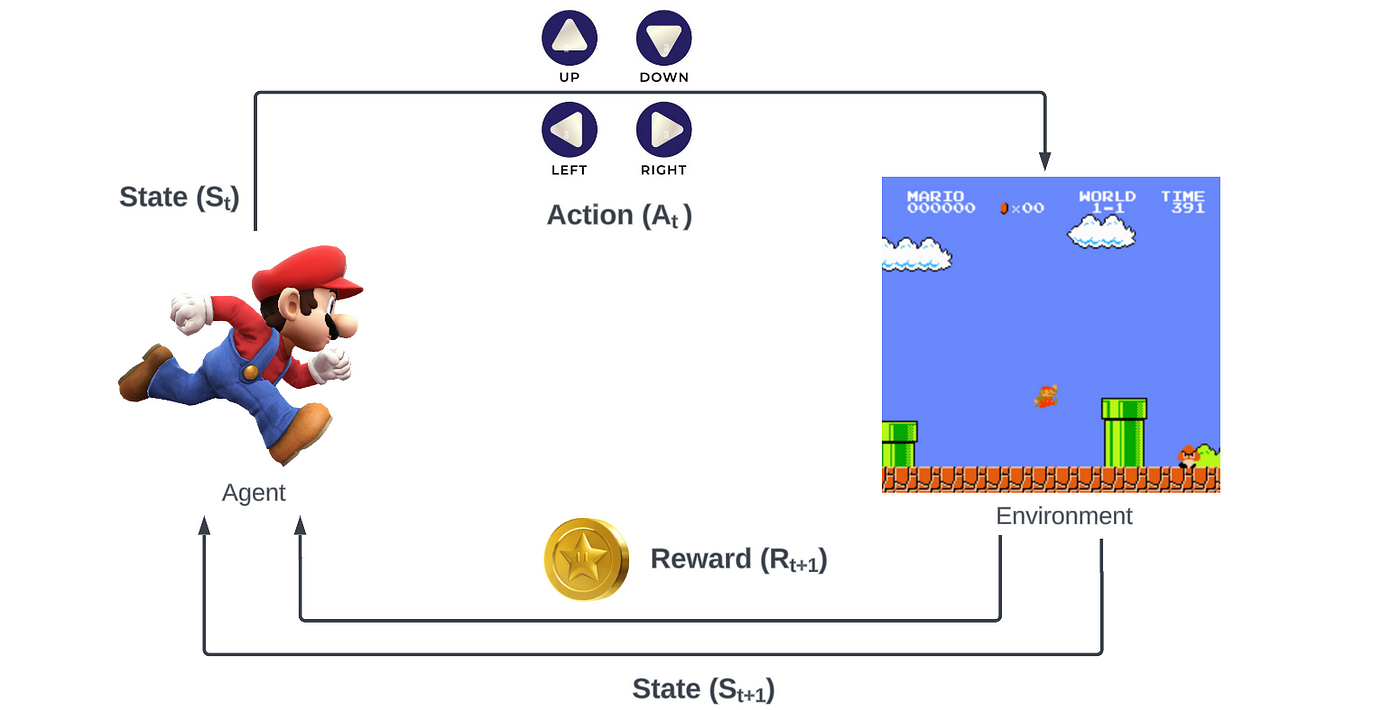 UP DOWN
LEFT RIGHT
State (St)
Action (At )
MARIO WORLD TIME
000000 ×00 1-1 391
Agent
Environment
Reward (Rt+1)
State (St+1)